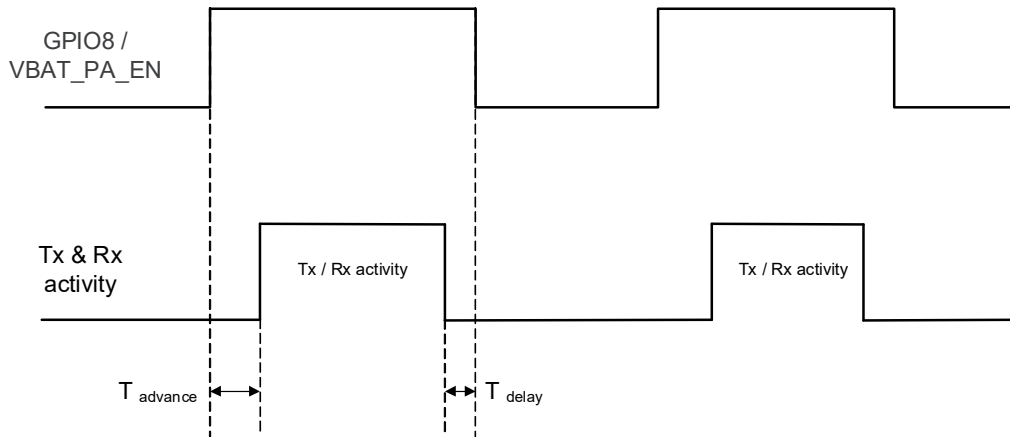 GPIO8 /
VBAT_PA_EN
Tx & Rx
activity
Tx / Rx activity
Tx / Rx activity
T advance
T delay